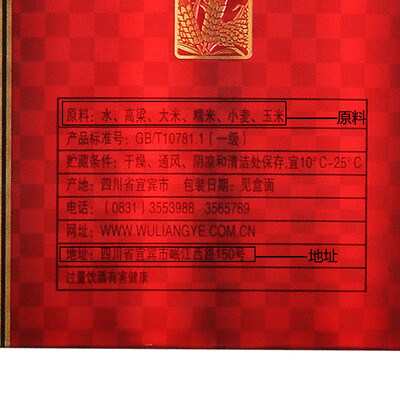 原料：水、高粱、大米、糯米、小麦、玉米
原料
产品标准号：GB/T10781.1（一级）
贮藏条件：干燥、通风、阴凉和清洁处保存，宜10°C-25°C
产地：四川省宜宾市 包装日期：见盒面
电话：（0831）3553988 3565789
网址：WWW.WULIANGYE.COM.CN
地址：四川省宜宾市岷江西路150号
地址
过量饮酒有害健康